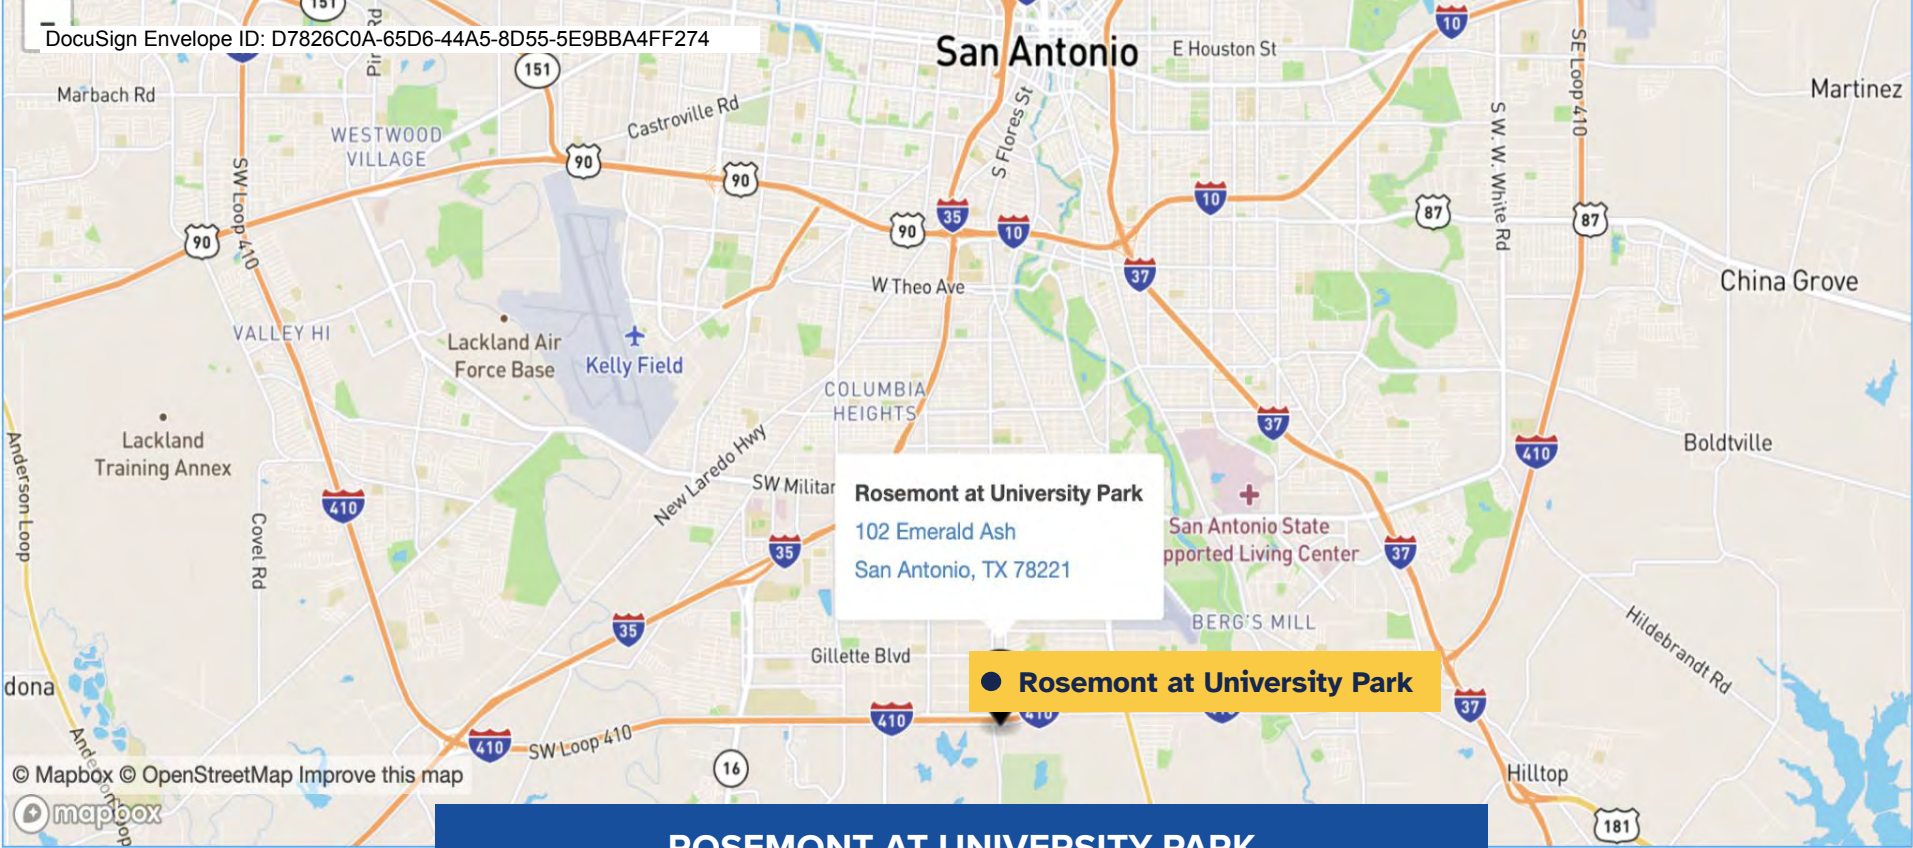 151
DocuSign Envelope ID: D7826C0A-65D6-44A5-8D55-5E9BBA4FF274
San Antonio
E Houston St
10
SE Loop 410
Martinez
Marbach Rd
151
Castroville Rd
WESTWOOD
VILLAGE
S Flores St
S W. W. White Rd
SW Loop 410
90
90
90
90
35
10
10
87
87
37
W Theo Ave
China Grove
VALLEY HI
Lackland Air
Force Base
Kelly Field
COLUMBIA
HEIGHTS
37
Lackland
Training Annex
Anderson Loop
New Laredo Hwy
Boldtville
410
410
SW Militar
Rosemont at University Park
102 Emerald Ash
San Antonio, TX 78221
San Antonio State
pported Living Center
Covel Rd
35
37
35
BERG'S MILL
Hildebrandt Rd
Gillette Blvd
dona
Rosemont at University Park
410
410
37
410
SW Loop 410
16
Hilltop
© Mapbox © OpenStreetMap Improve this map
mapbox
181
ROSEMONT AT UNIVERSITY PARK